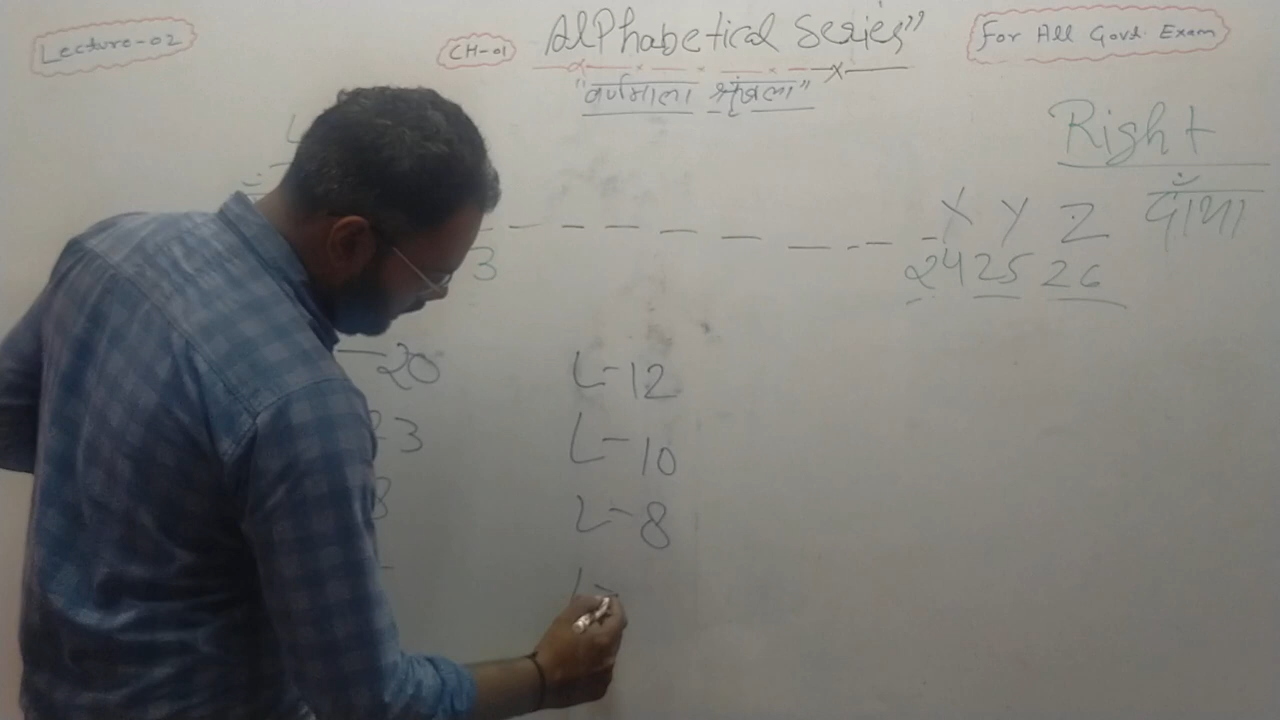 Lecture-02
CH-01
Alphabetical Series"
For All Govt. Exam
"वर्णमाला श्रृंखला"
Right
दाँया
X Y Z
3
24 25 26
-20
3
L-12
L-10
L-8
L-